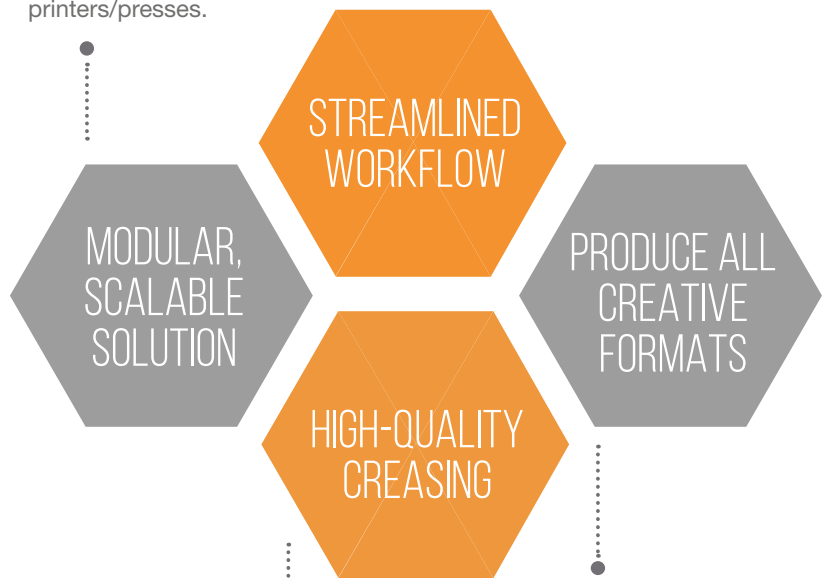 printers/presses.
STREAMLINED
WORKFLOW
MODULAR,
SCALABLE
SOLUTION
PRODUCE ALL
CREATIVE
FORMATS
HIGH-QUALITY
CREASING